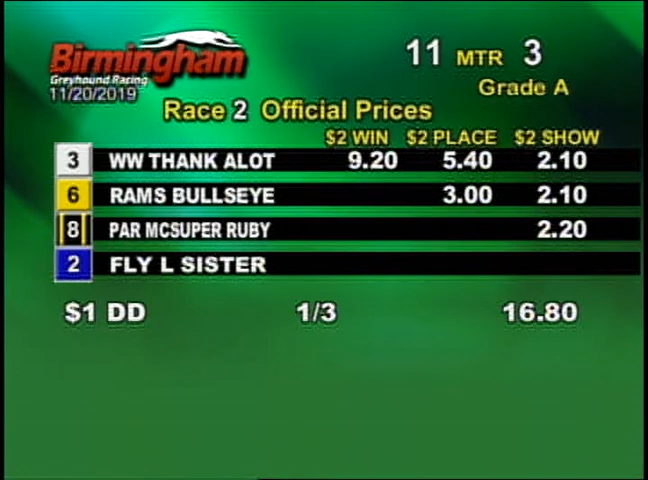 Birmingham
Greyhound Racing
11/20/2019
11 MTR 3
Grade A
Race 2 Official Prices
$2 WIN $2 PLACE $2 SHOW
3 WW THANK ALOT 9.20 5.40 2.10
6 RAMS BULLSEYE 3.00 2.10
8 PAR MCSUPER RUBY 2.20
2 FLY L SISTER
$1 DD 1/3 16.80